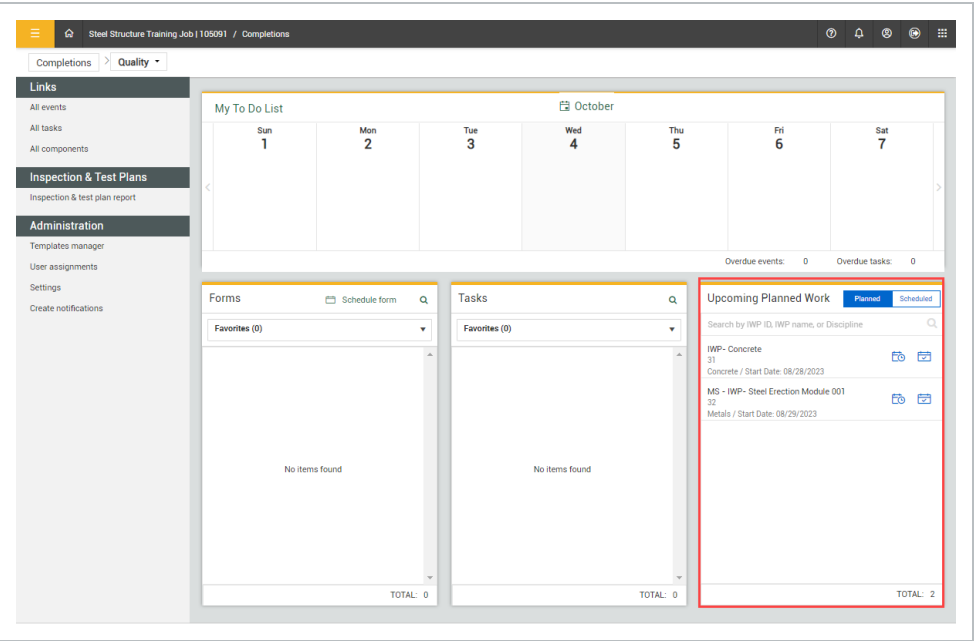 Steel Structure Training Job | 105091 / Completions
Completions > Quality
Links
All events
All tasks
All components
Inspection & Test Plans
Inspection & test plan report
Administration
Templates manager
User assignments
Settings
Create notifications
My To Do List
October
Sun Mon Tue Wed Thu Fri Sat
1 2 3 4 5 6 7
Overdue events: 0 Overdue tasks: 0
Forms
Schedule form
Favorites (0)
No items found
TOTAL: 0
Tasks
Favorites (0)
No items found
TOTAL: 0
Upcoming Planned Work
Planned Scheduled
Search by IWP ID, IWP name, or Discipline
IWP- Concrete
31
Concrete / Start Date: 08/28/2023
MS - IWP- Steel Erection Module 001
32
Metals / Start Date: 08/29/2023
TOTAL: 2